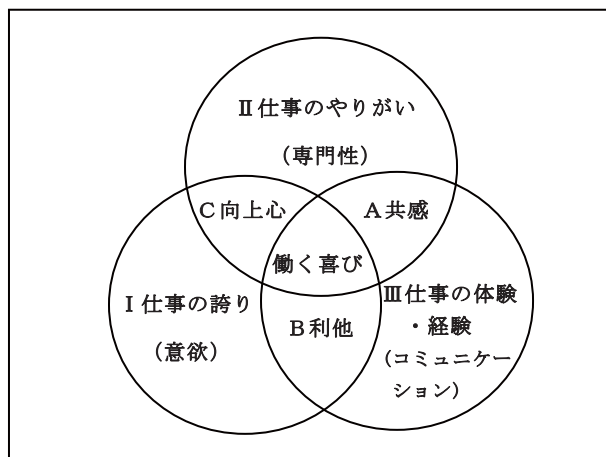 Ⅱ仕事のやりがい
（専門性）
C向上心
A共感
働く喜び
Ⅰ仕事の誇り
（意欲）
B利他
Ⅲ仕事の体験
・経験
（コミュニケー
ション）